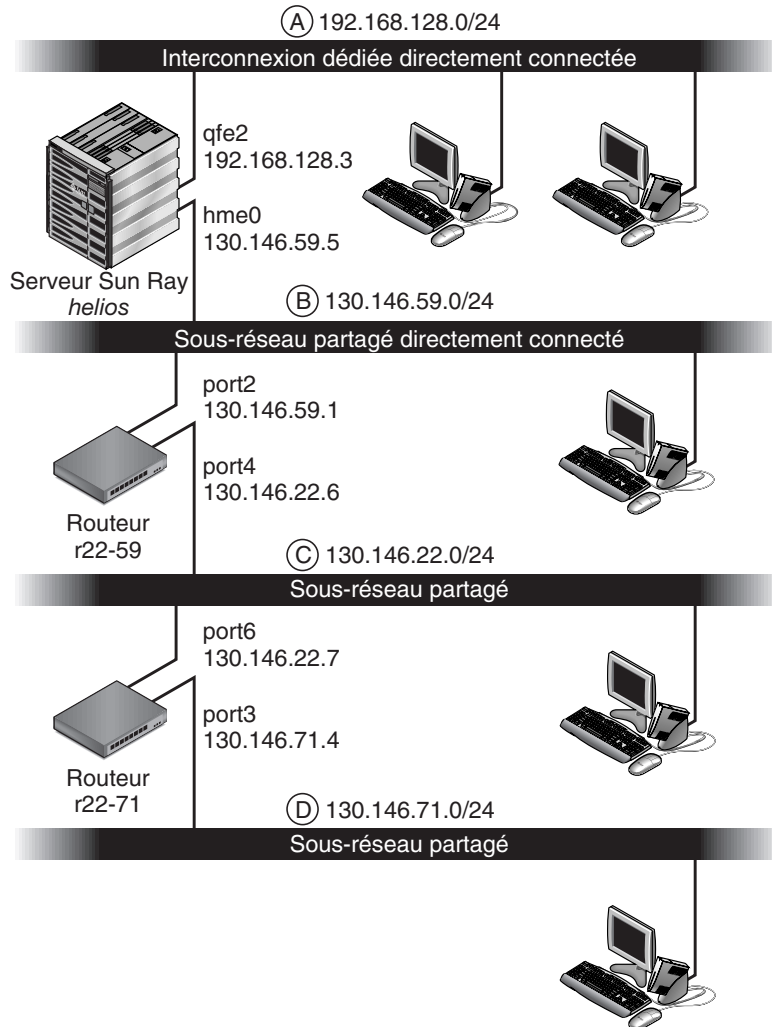 A 192.168.128.0/24
Interconnexion dédiée directement connectée
qfe2
192.168.128.3
hme0
130.146.59.5
Serveur Sun Ray
helios
B 130.146.59.0/24
Sous-réseau partagé directement connecté
port2
130.146.59.1
port4
130.146.22.6
Routeur
r22-59
C 130.146.22.0/24
Sous-réseau partagé
port6
130.146.22.7
port3
130.146.71.4
Routeur
r22-71
D 130.146.71.0/24
Sous-réseau partagé